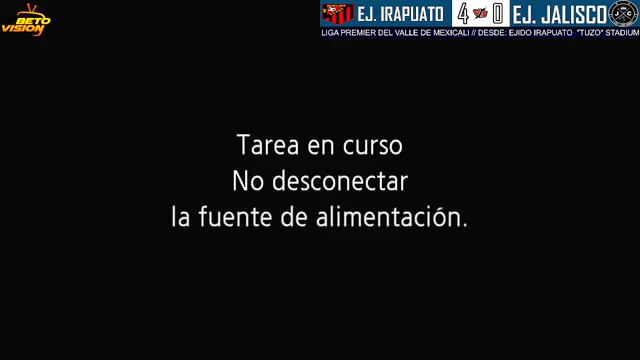 BETO
VISION
EJ. IRAPUATO 4 VS 0 EJ. JALISCO
LIGA PREMIER DEL VALLE DE MEXICALI // DESDE: EJIDO IRAPUATO "TUZO" STADIUM
Tarea en curso
No desconectar
la fuente de alimentación.